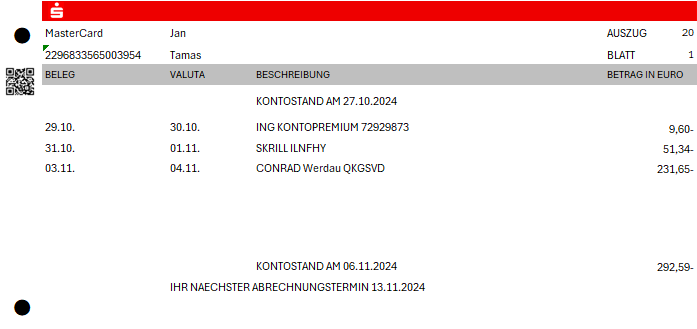 MasterCard Jan AUSZUG 20
2296833565003954 Tamas BLATT 1
BELEG VALUTA BESCHREIBUNG BETRAG IN EURO
KONTOSTAND AM 27.10.2024
29.10. 30.10. ING KONTOPREMIUM 72929873 9,60-
31.10. 01.11. SKRILL ILNFHY 51,34-
03.11. 04.11. CONRAD Werdau QKGSVD 231,65-
KONTOSTAND AM 06.11.2024 292,59-
IHR NAECHSTER ABRECHNUNGSTERMIN 13.11.2024